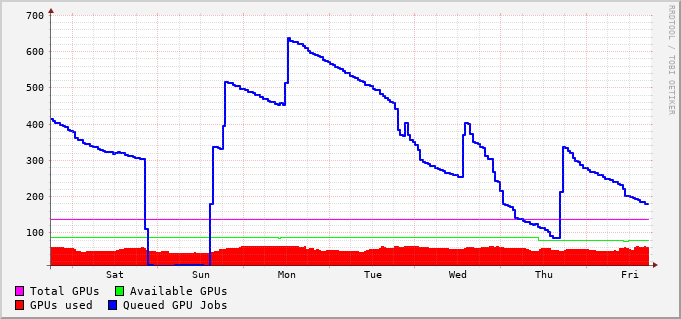 700
600
500
400
300
200
100
Sat Sun Mon Tue Wed Thu Fri
Total GPUs Available GPUs
GPUs used Queued GPU Jobs
RRDTOOL / TOBI OETIKER